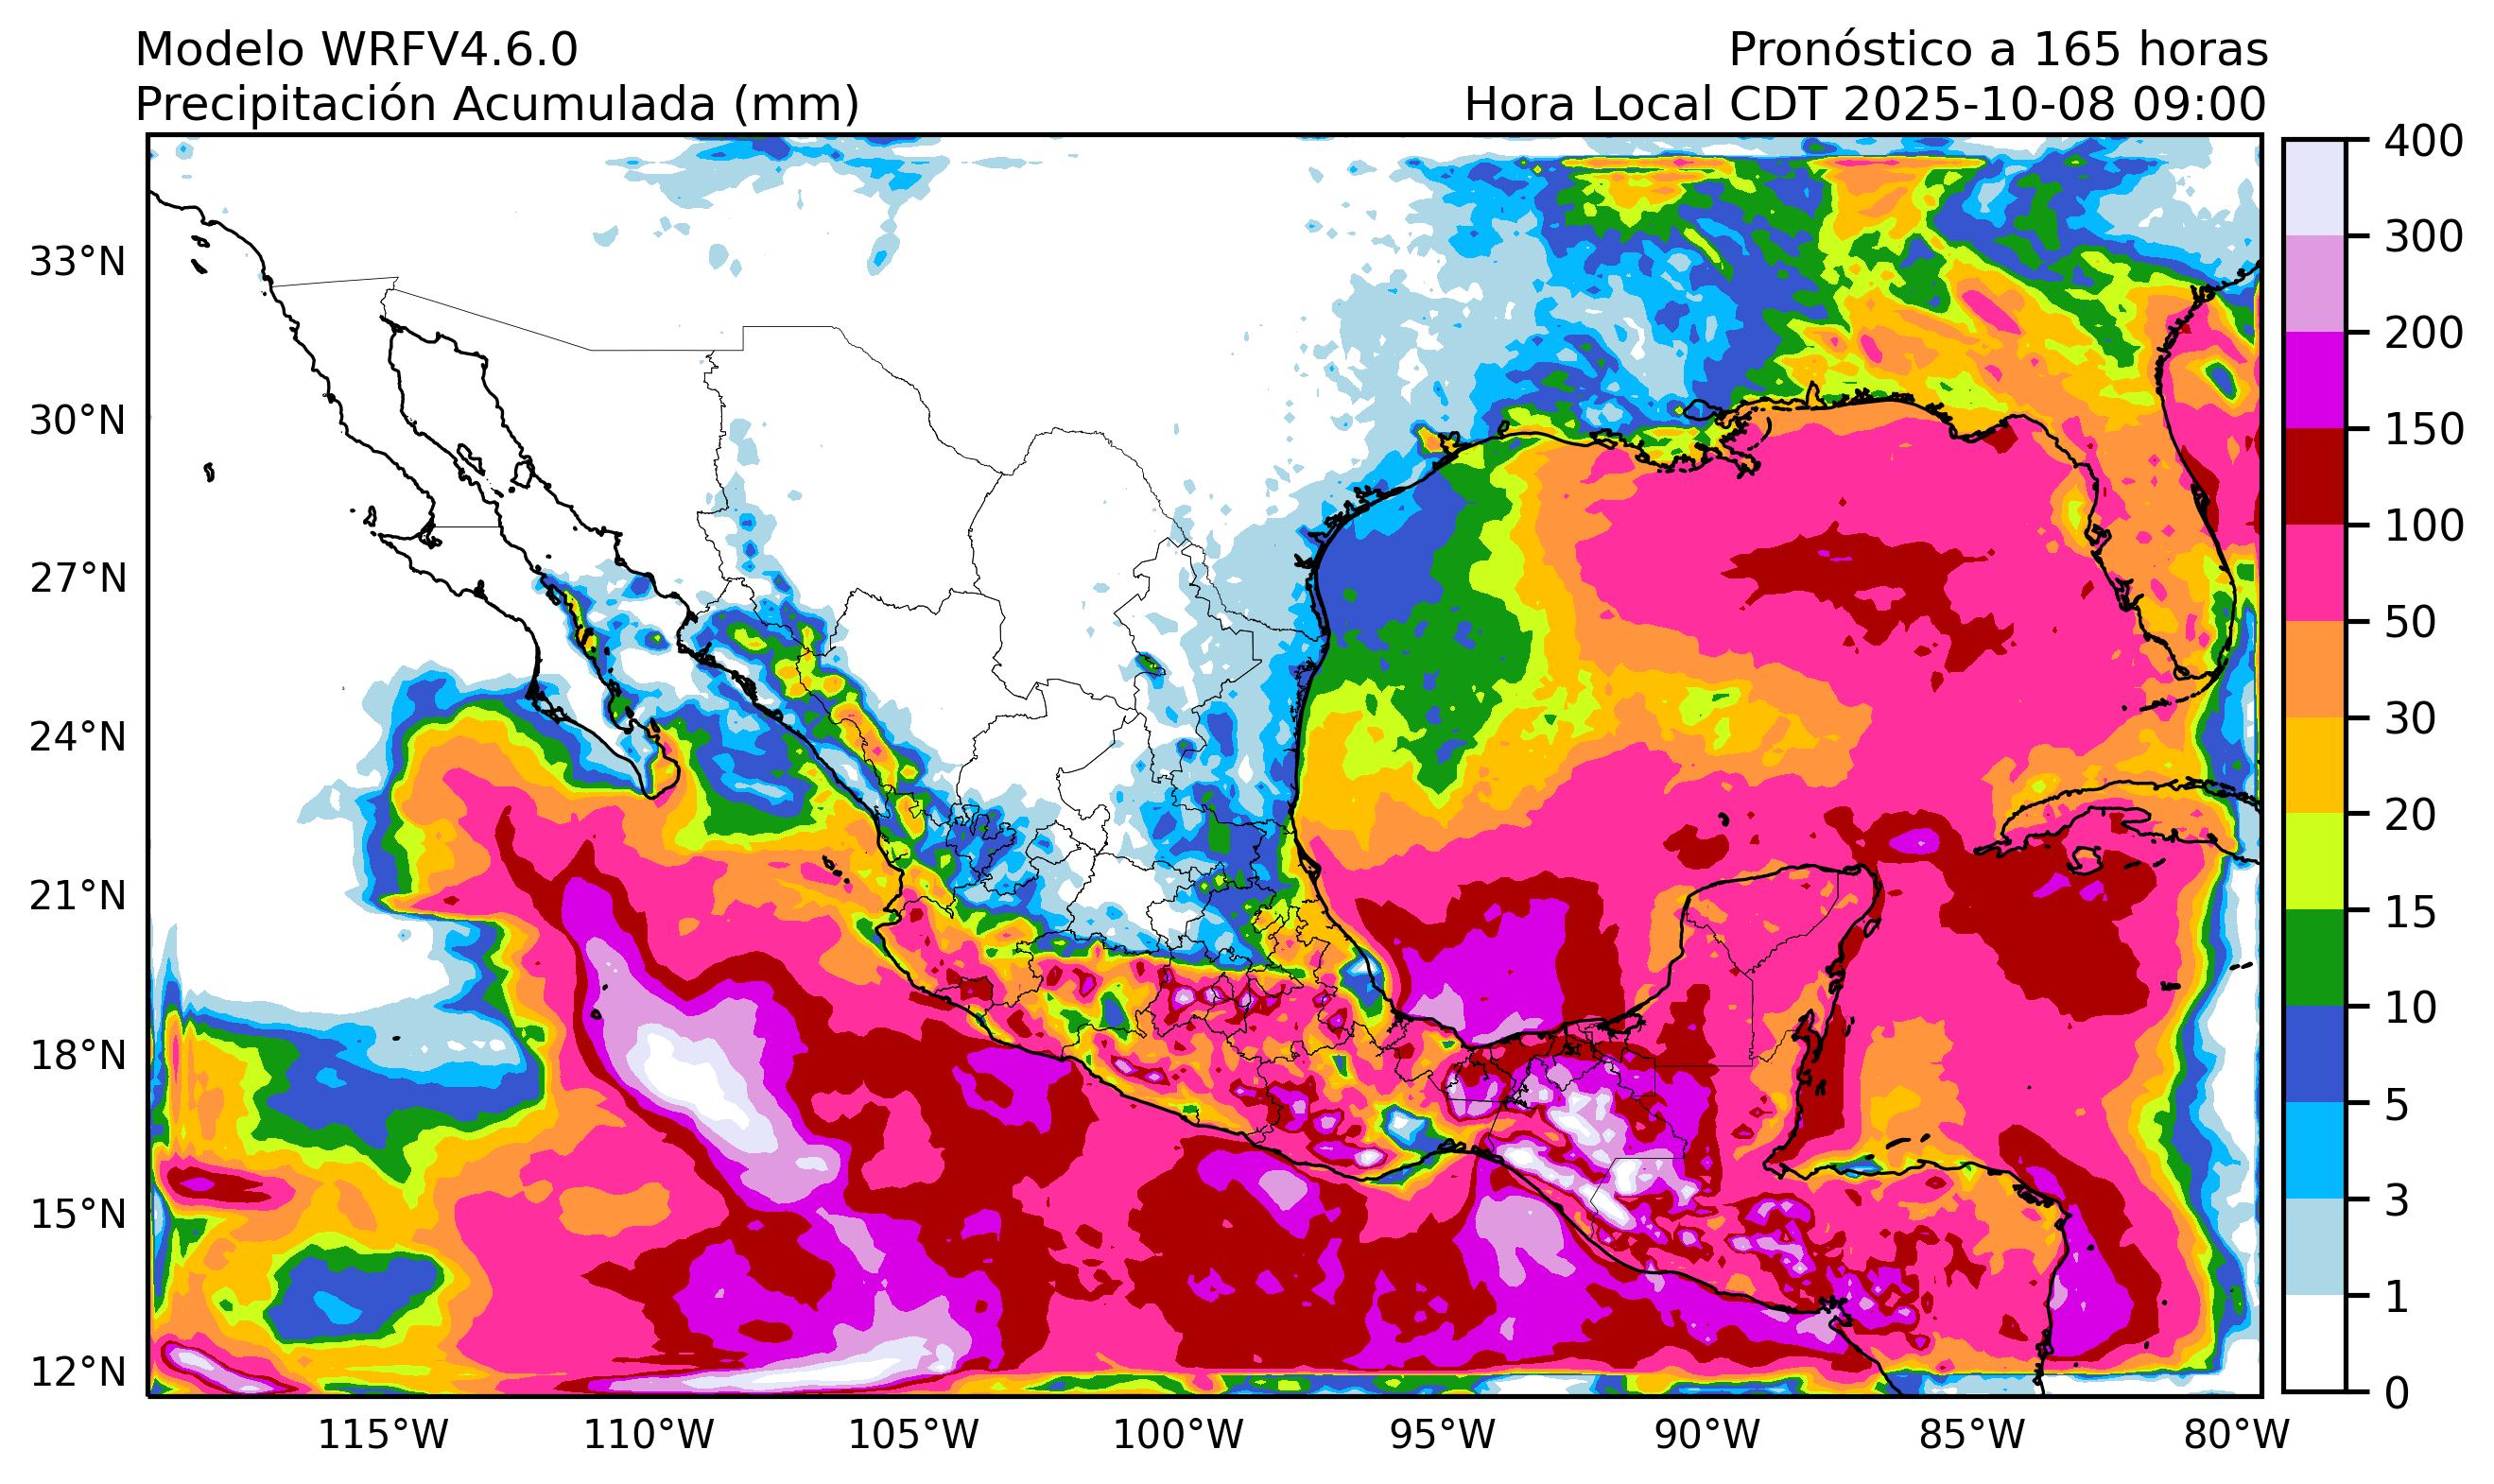 Modelo WRFV4.6.0
Pronóstico a 165 horas
Precipitación Acumulada (mm)
Hora Local CDT 2025-10-08 09:00
33°N
30°N
27°N
24°N
21°N
18°N
15°N
12°N
115°W
110°W
105°W
100°W
95°W
90°W
85°W
80°W
400
300
200
150
100
50
30
20
15
10
5
3
1
0